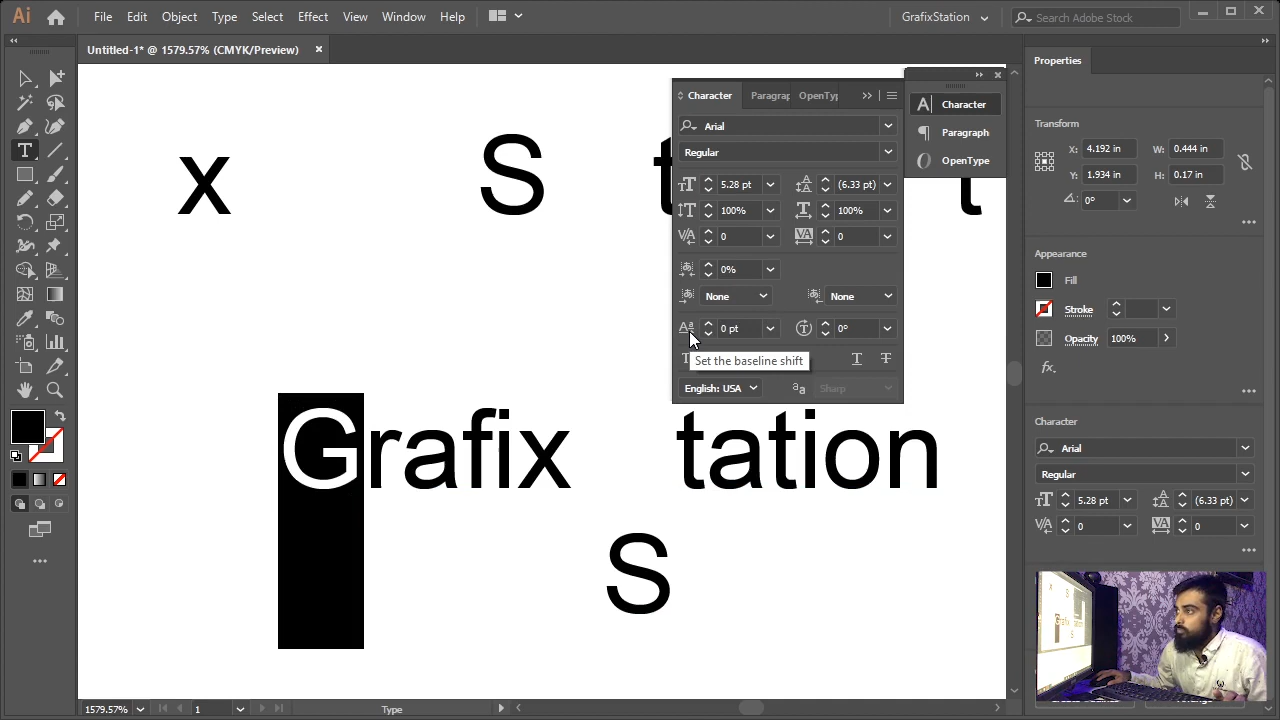 Ai File Edit Object Type Select Effect View Window Help GrafixStation Search Adobe Stock
Untitled-1* @ 1579.57% (CMYK/Preview)
Properties
Character Paragr OpenTy
Character
Paragraph
OpenType
Arial
Regular
5.28 pt (6.33 pt)
100% 100%
0 0
0%
None None
0 pt 0°
Set the baseline shift
English: USA Sharp
Transform
X: 4.192 in W: 0.444 in
Y: 1.934 in H: 0.17 in
0°
Appearance
Fill
Stroke
Opacity 100%
Character
Arial
Regular
5.28 pt (6.33 pt)
0 0
x S t t
Grafix tation
S
1579.57% 1 Type